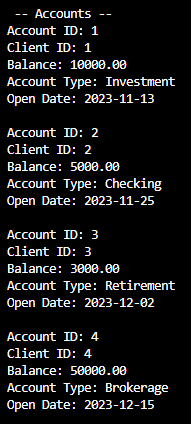 -- Accounts --
Account ID: 1
Client ID: 1
Balance: 10000.00
Account Type: Investment
Open Date: 2023-11-13
Account ID: 2
Client ID: 2
Balance: 5000.00
Account Type: Checking
Open Date: 2023-11-25
Account ID: 3
Client ID: 3
Balance: 3000.00
Account Type: Retirement
Open Date: 2023-12-02
Account ID: 4
Client ID: 4
Balance: 50000.00
Account Type: Brokerage
Open Date: 2023-12-15